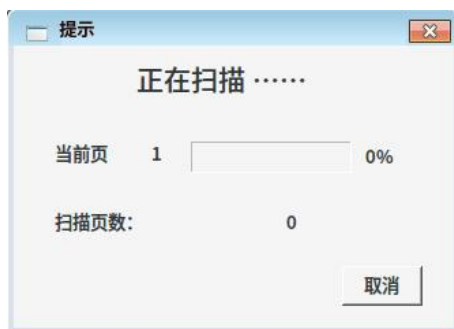 提示
正在扫描 ……
当前页 1 0%
扫描页数： 0
取消